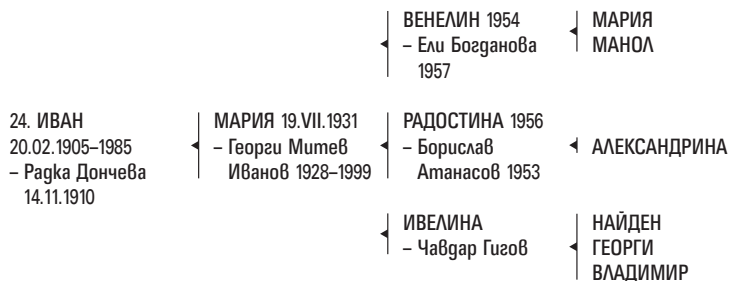 24. ИВАН
20.02.1905–1985
– Радка Дончева
14.11.1910
МАРИЯ 19.VII.1931
– Георги Митев
Иванов 1928–1999
ВЕНЕЛИН 1954
– Ели Богданова
1957
МАРИЯ
МАНОЛ
РАДОСТИНА 1956
– Борислав
Атанасов 1953
АЛЕКСАНДРИНА
ИВЕЛИНА
– Чавдар Гигов
НАЙДЕН
ГЕОРГИ
ВЛАДИМИР